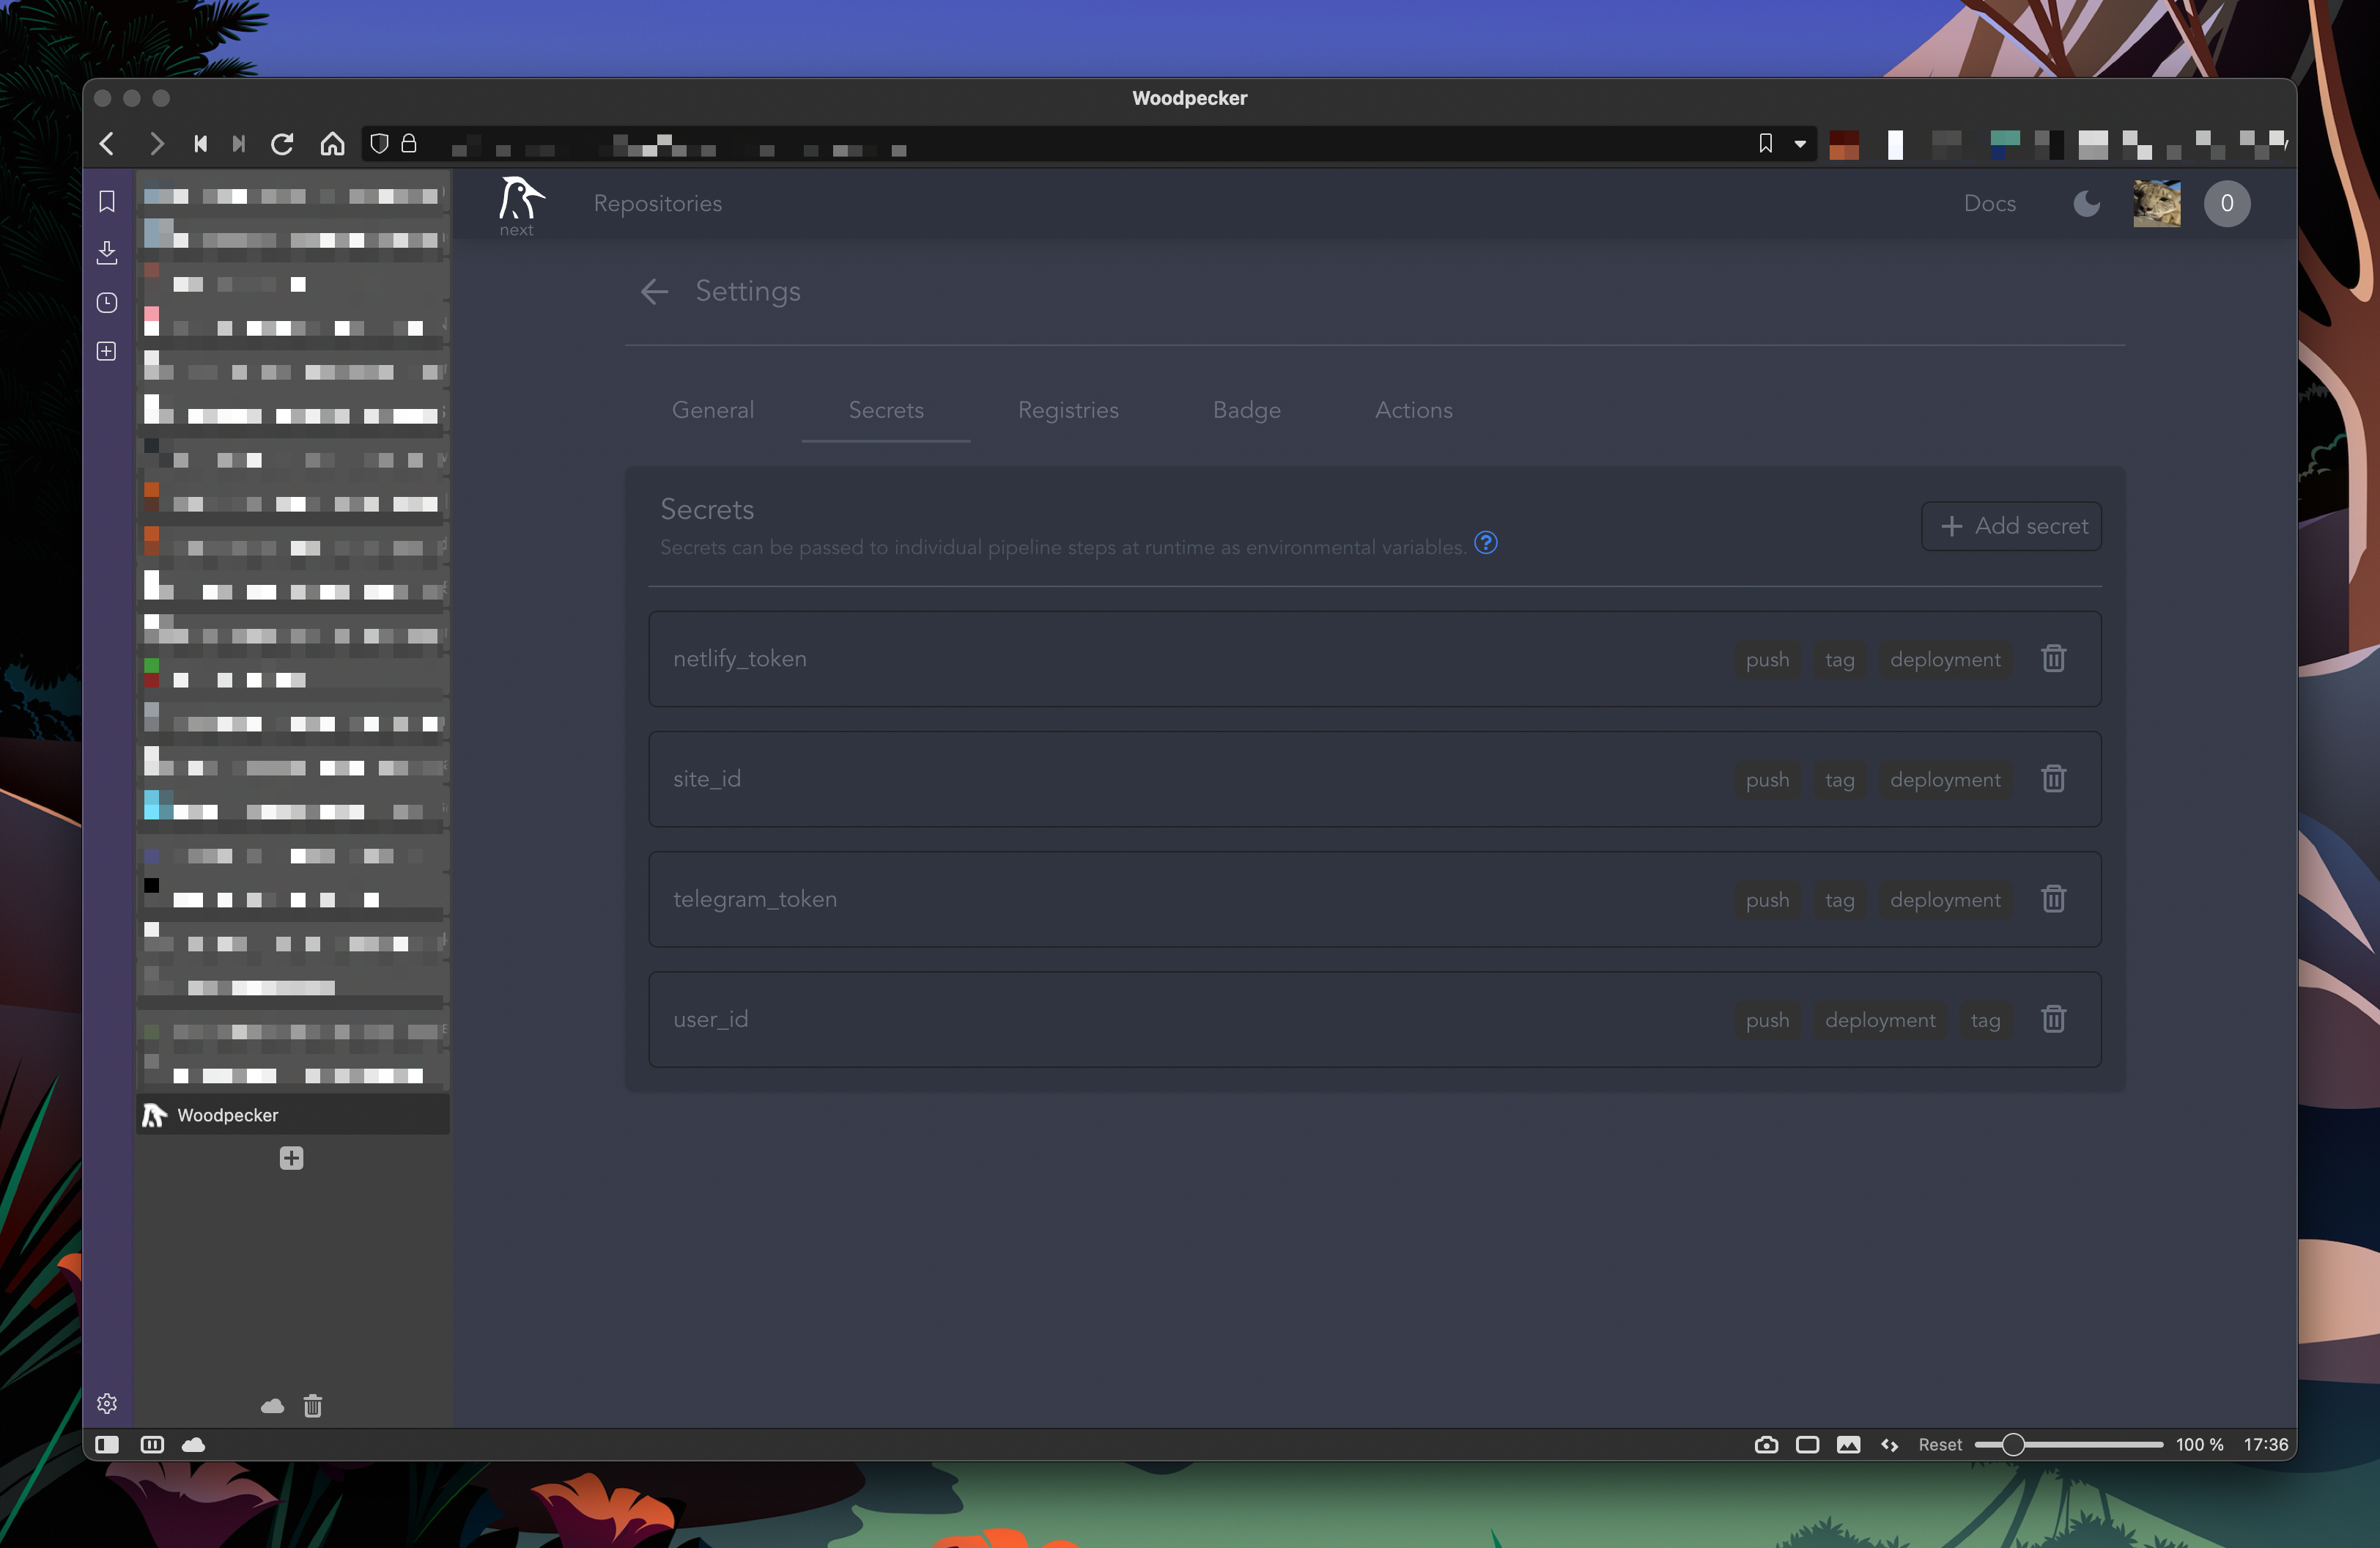 Woodpecker
next
Repositories
Docs
0
Settings
General
Secrets
Registries
Badge
Actions
Secrets
Secrets can be passed to individual pipeline steps at runtime as environmental variables.
Add secret
netlify_token
push
tag
deployment
site_id
push
tag
deployment
telegram_token
push
tag
deployment
user_id
push
deployment
tag
Woodpecker
Reset
100 %
17:36